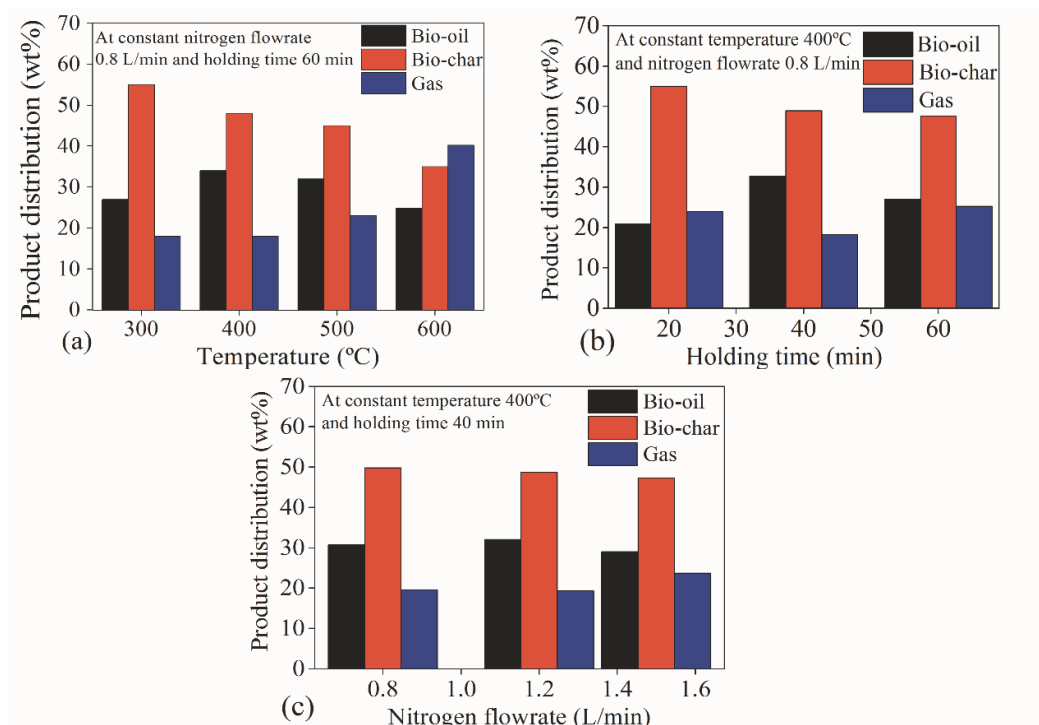 70
60
50
40
30
20
10
0
Product distribution (wt%)
At constant nitrogen flowrate
0.8 L/min and holding time 60 min
Bio-oil
Bio-char
Gas
300 400 500 600
(a)
Temperature (ºC)
70
60
50
40
30
20
10
0
Product distribution (wt%)
At constant temperature 400ºC
and nitrogen flowrate 0.8 L/min
Bio-oil
Bio-char
Gas
20 30 40 50 60
(b)
Holding time (min)
70
60
50
40
30
20
10
0
Product distribution (wt%)
At constant temperature 400ºC
and holding time 40 min
Bio-oil
Bio-char
Gas
0.8 1.0 1.2 1.4 1.6
(c)
Nitrogen flowrate (L/min)